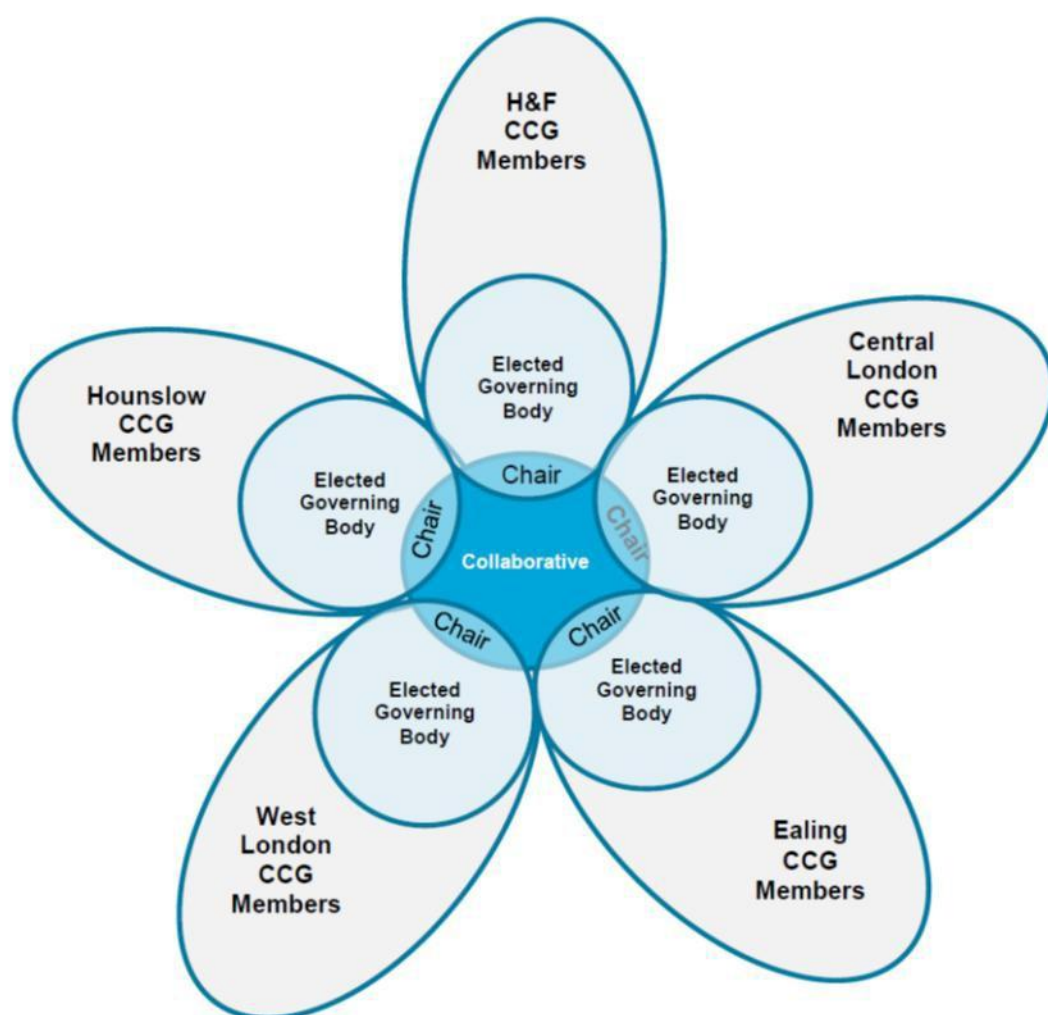 H&F
CCG
Members
Elected
Governing
Body
Chair
Central
London
CCG
Members
Elected
Governing
Body
Chair
Hounslow
CCG
Members
Elected
Governing
Body
Chair
Collaborative
Chair
Elected
Governing
Body
West
London
CCG
Members
Chair
Elected
Governing
Body
Ealing
CCG
Members